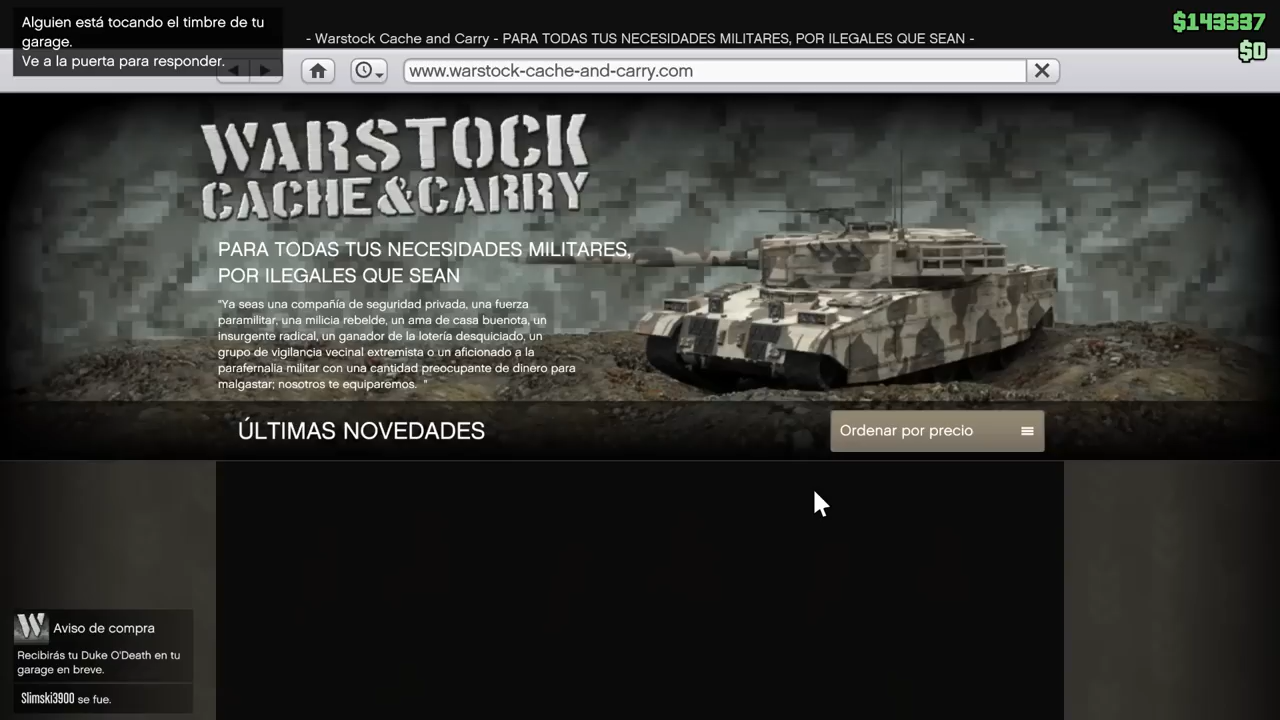 Alguien está tocando el timbre de tu
garage.
Ve a la puerta para responder.
- Warstock Cache and Carry - PARA TODAS TUS NECESIDADES MILITARES, POR ILEGALES QUE SEAN -
$143337
$0
www.warstock-cache-and-carry.com
WARSTOCK
CACHE&CARRY
PARA TODAS TUS NECESIDADES MILITARES,
POR ILEGALES QUE SEAN
"Ya seas una compañía de seguridad privada, una fuerza
paramilitar, una milicia rebelde, un ama de casa buenota, un
insurgente radical, un ganador de la lotería desquiciado, un
grupo de vigilancia vecinal extremista o un aficionado a la
parafernalia militar con una cantidad preocupante de dinero para
malgastar; nosotros te equiparemos. "
ÚLTIMAS NOVEDADES
Ordenar por precio
W
Aviso de compra
Recibirás tu Duke O'Death en tu
garage en breve.
Slimski3900 se fue.